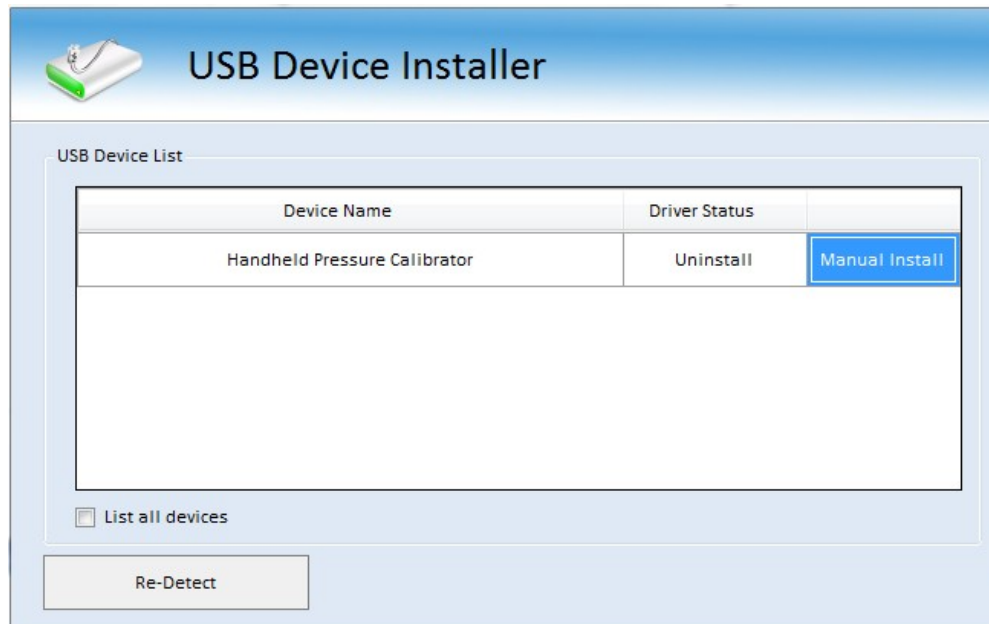 USB Device Installer
USB Device List
Device Name Driver Status
Handheld Pressure Calibrator Uninstall Manual Install
List all devices
Re-Detect